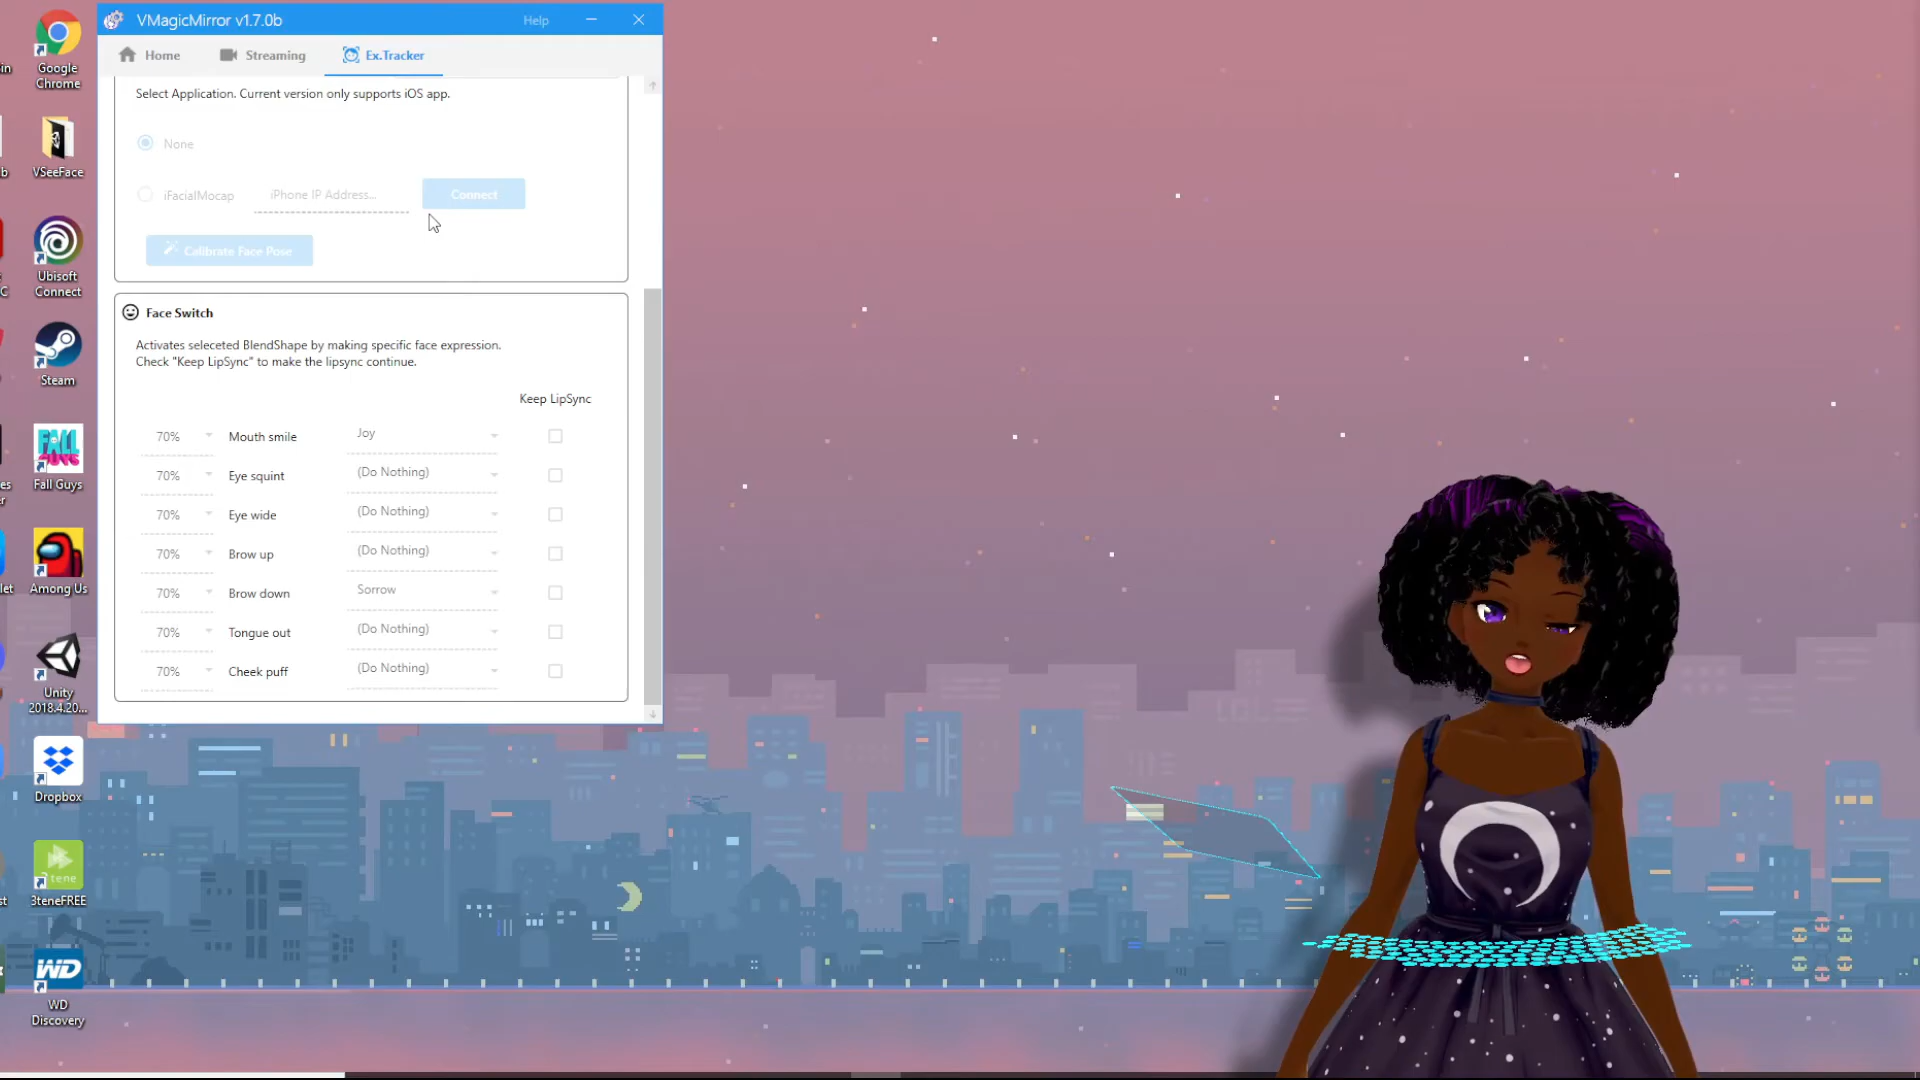 VMagicMirror v1.7.0b
Help
Home
Streaming
Ex.Tracker
Select Application. Current version only supports iOS app.
None
iFacialMocap
iPhone IP Address...
Connect
Calibrate Face Pose
Face Switch
Activates seleceted BlendShape by making specific face expression.
Check "Keep LipSync" to make the lipsync continue.
Keep LipSync
70% Mouth smile Joy
70% Eye squint (Do Nothing)
70% Eye wide (Do Nothing)
70% Brow up (Do Nothing)
70% Brow down Sorrow
70% Tongue out (Do Nothing)
70% Cheek puff (Do Nothing)
Google
Chrome
VSeeFace
Ubisoft
Connect
Steam
FALL
GUYS
Fall Guys
Among Us
Unity
2018.4.20...
Dropbox
3tene
3teneFREE
WD
WD
Discovery